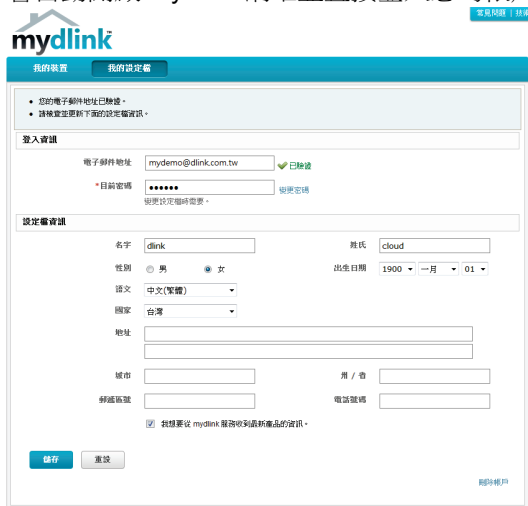 常見問題 | 技術
mydlink
我的裝置 我的設定檔
• 您的電子郵件地址已驗證。
• 請檢查並更新下面的設定檔資訊。
登入資訊
電子郵件地址 mydemo@dlink.com.tw 已驗證
*目前密碼 •••••• 變更密碼
變更設定檔時需要。
設定檔資訊
名字 dlink 姓氏 cloud
性別 男 女 出生日期 1900 一月 01
語文 中文(繁體)
國家 台灣
地址
城市 州 / 省
郵遞區號 電話號碼
我想要從 mydlink 服務收到最新產品的資訊。
儲存 重設
刪除帳戶